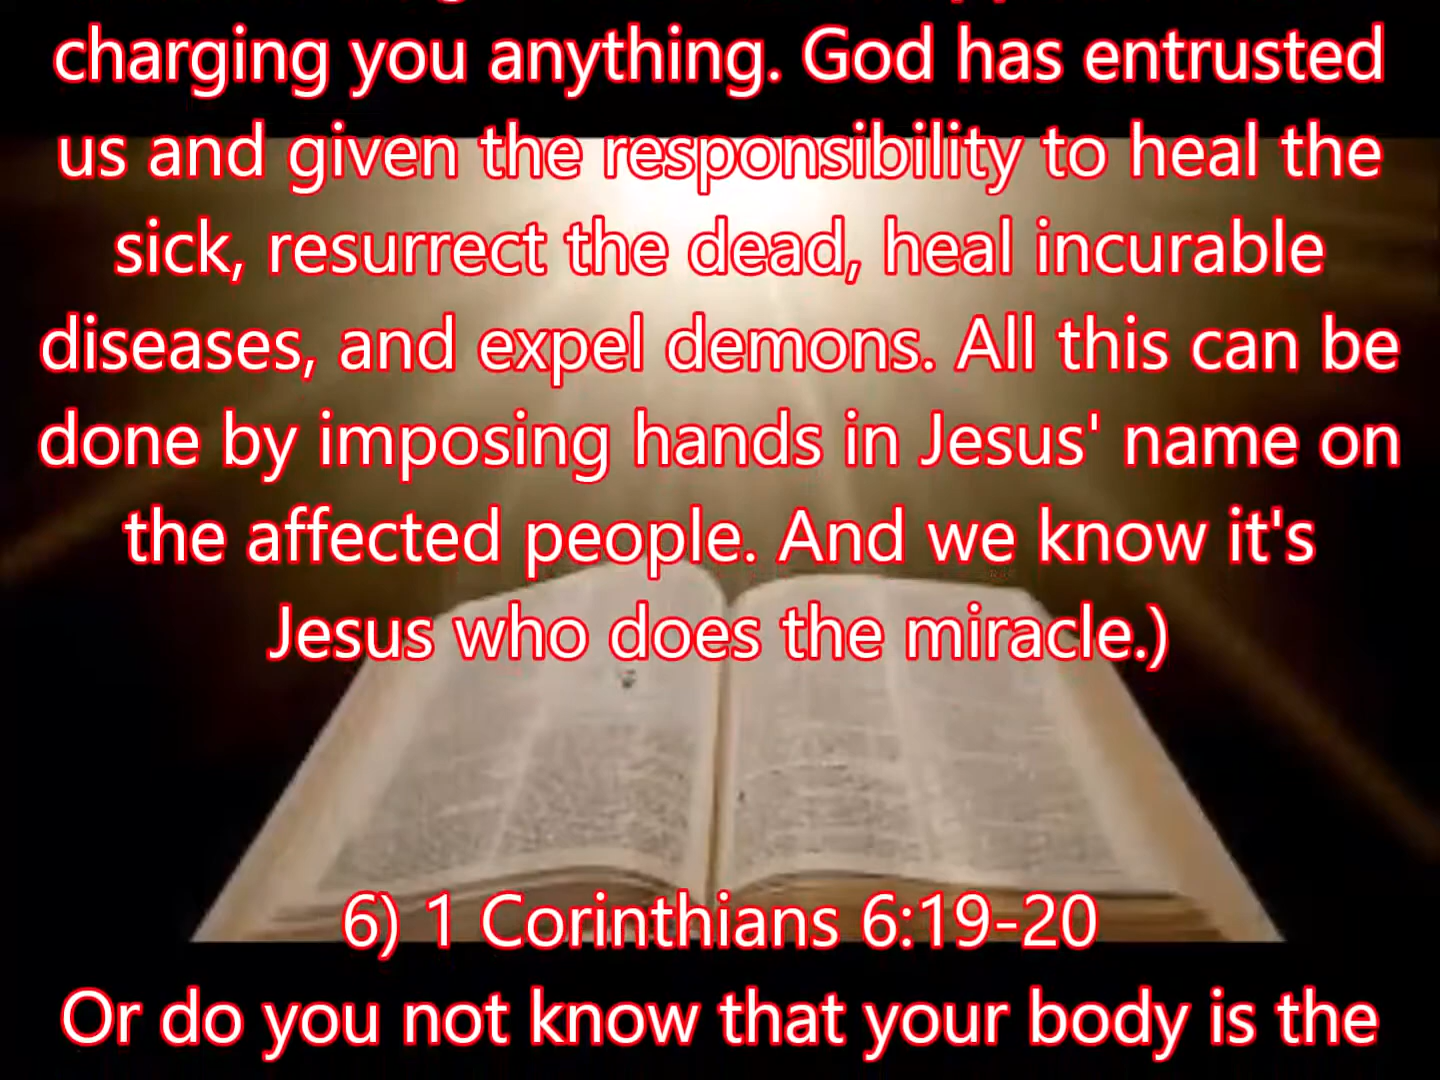 charging you anything. God has entrusted
us and given the responsibility to heal the
sick, resurrect the dead, heal incurable
diseases, and expel demons. All this can be
done by imposing hands in Jesus' name on
the affected people. And we know it's
Jesus who does the miracle.)
6) 1 Corinthians 6:19-20
Or do you not know that your body is the